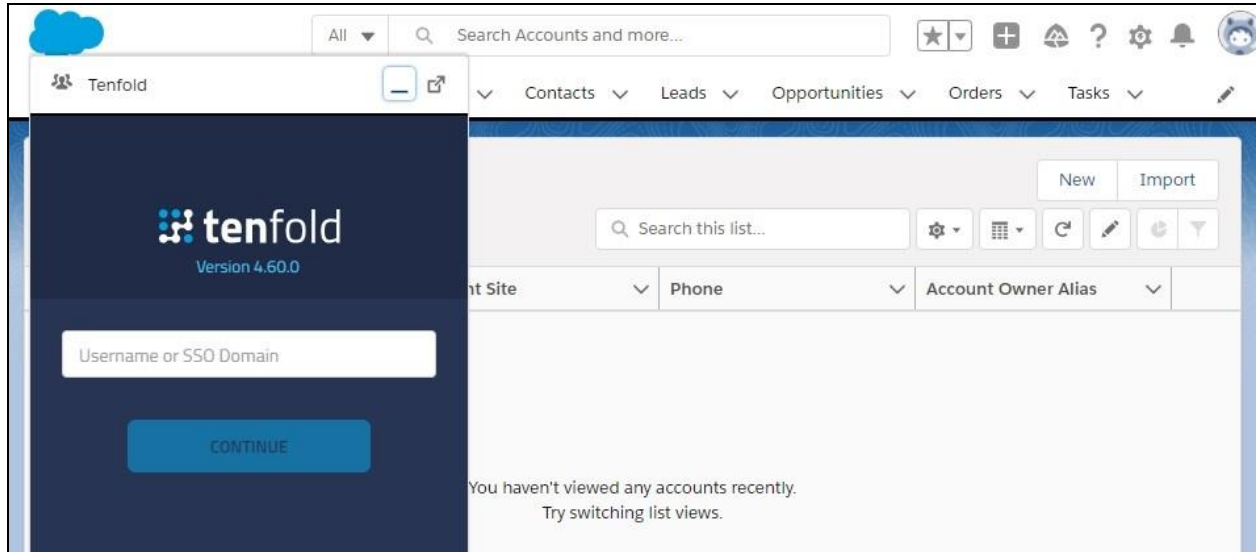 All
Search Accounts and more...
Tenfold
Contacts
Leads
Opportunities
Orders
Tasks
New
Import
tenfold
Version 4.60.0
Search this list...
nt Site
Phone
Account Owner Alias
Username or SSO Domain
CONTINUE
You haven't viewed any accounts recently.
Try switching list views.